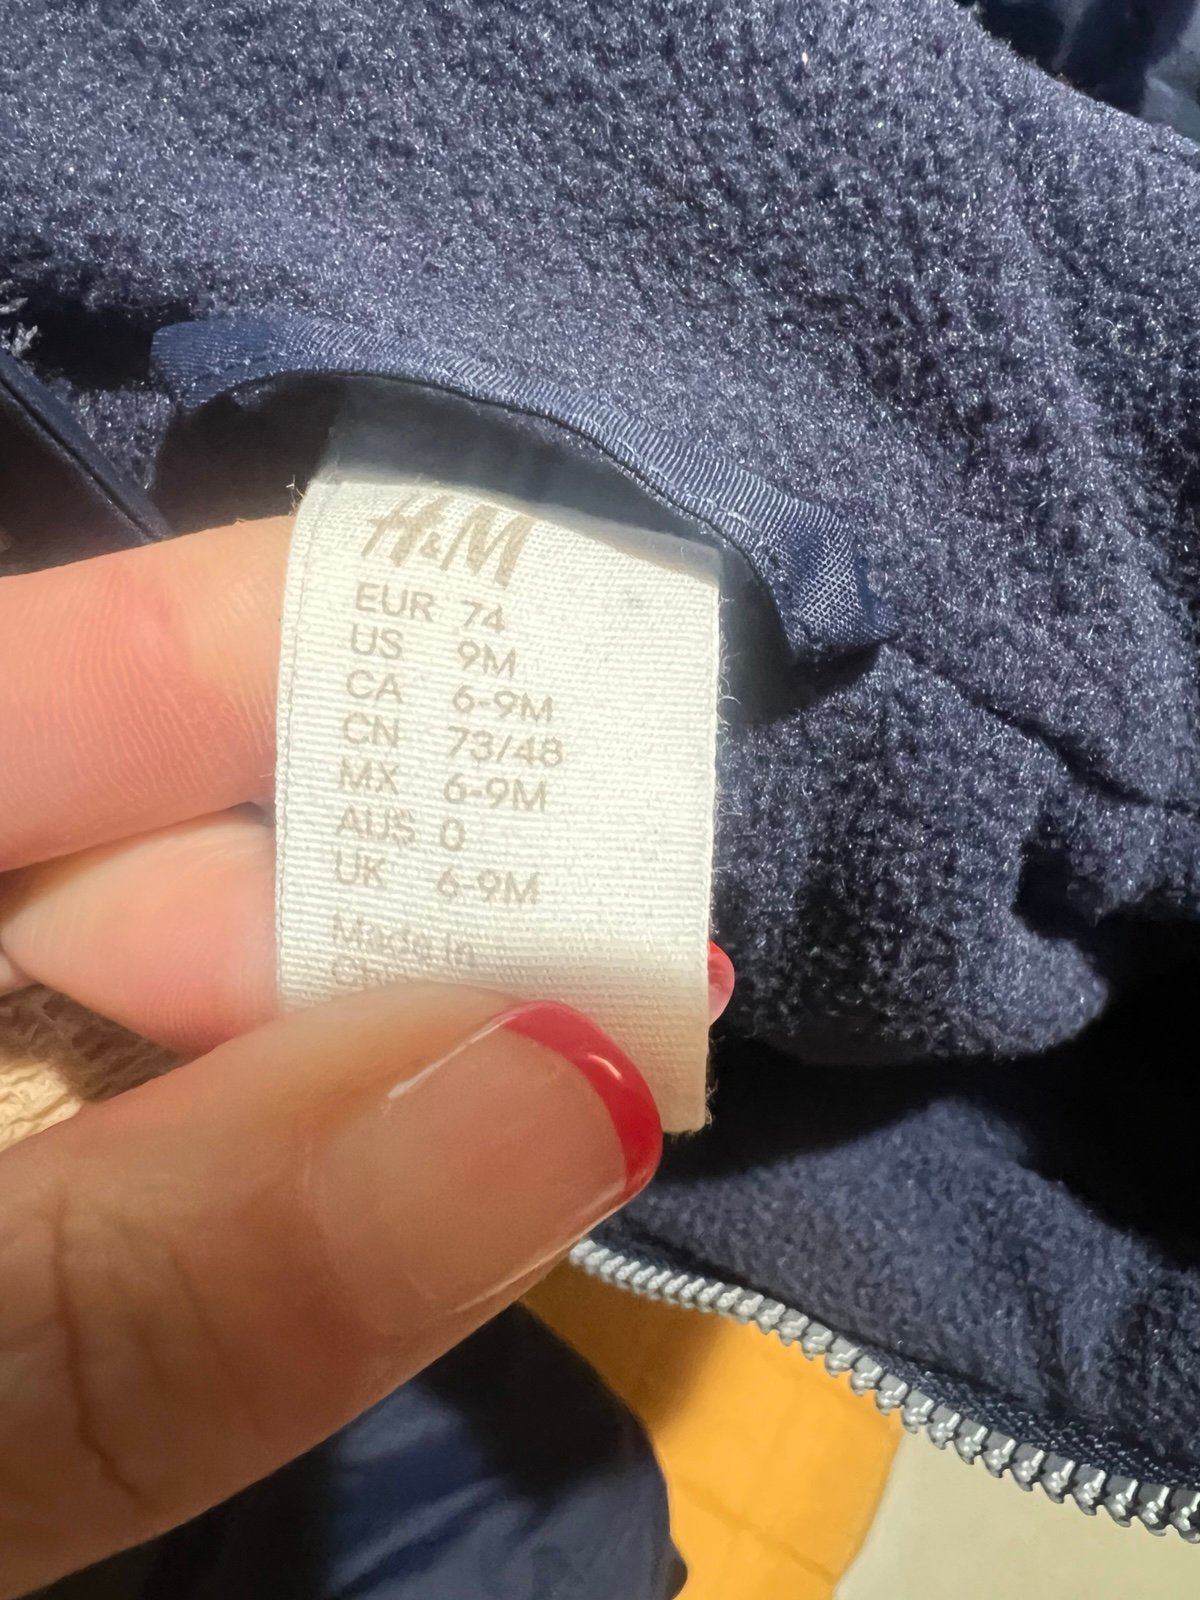 H&M
EUR 74
US 9M
CA 6-9M
CN 73/48
MX 6-9M
AUS 0
UK 6-9M
Made in